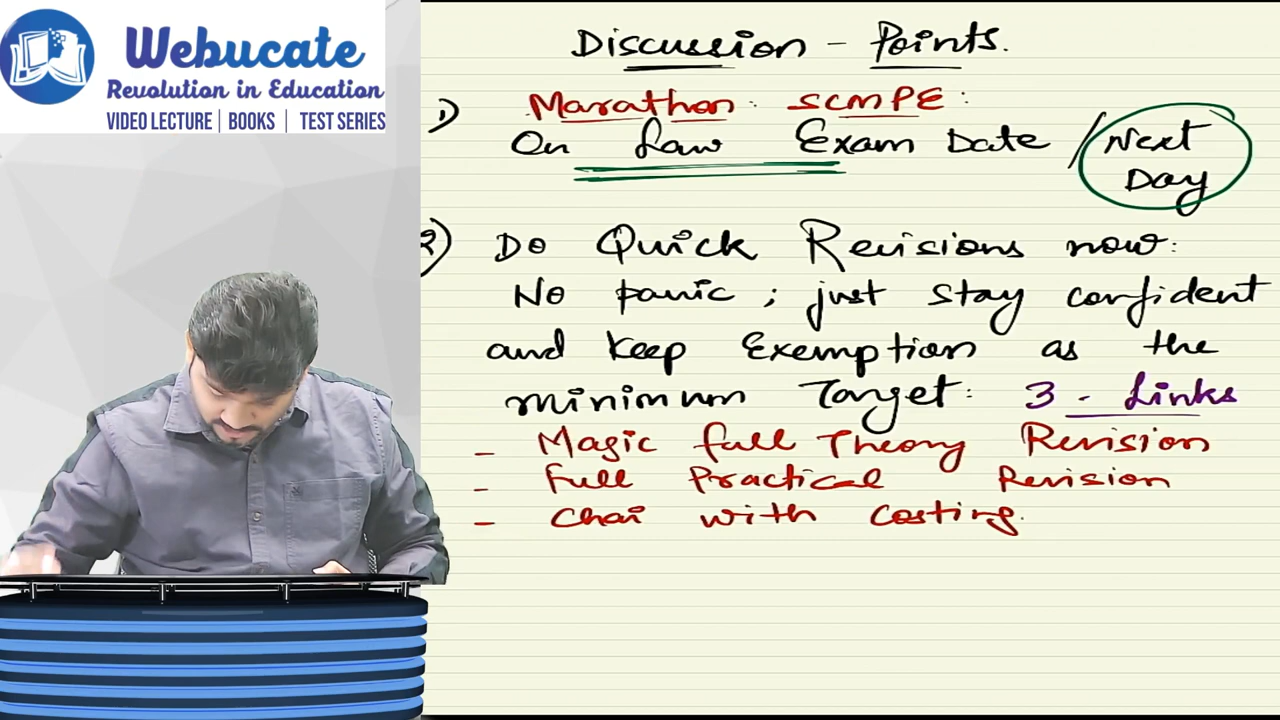 Webucate
Revolution in Education
VIDEO LECTURE | BOOKS | TEST SERIES
Discussion - Points.
1) Marathon: SCMPE:
On Law Exam Date / Next Day
2) Do Quick Revisions now:
No panic ; just stay confident
and keep Exemption as the
minimum Target: 3 - Links
- Magic full Theory Revision
- Full Practical Revision
- Chai with Costing.